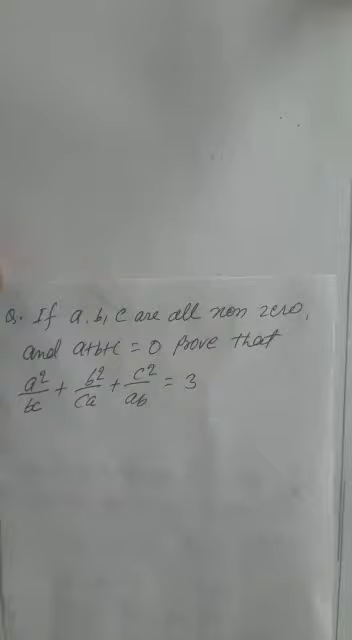 Q. If a, b, c are all non zero,
and a+b+c = 0 Prove that
a²/bc + b²/ca + c²/ab = 3